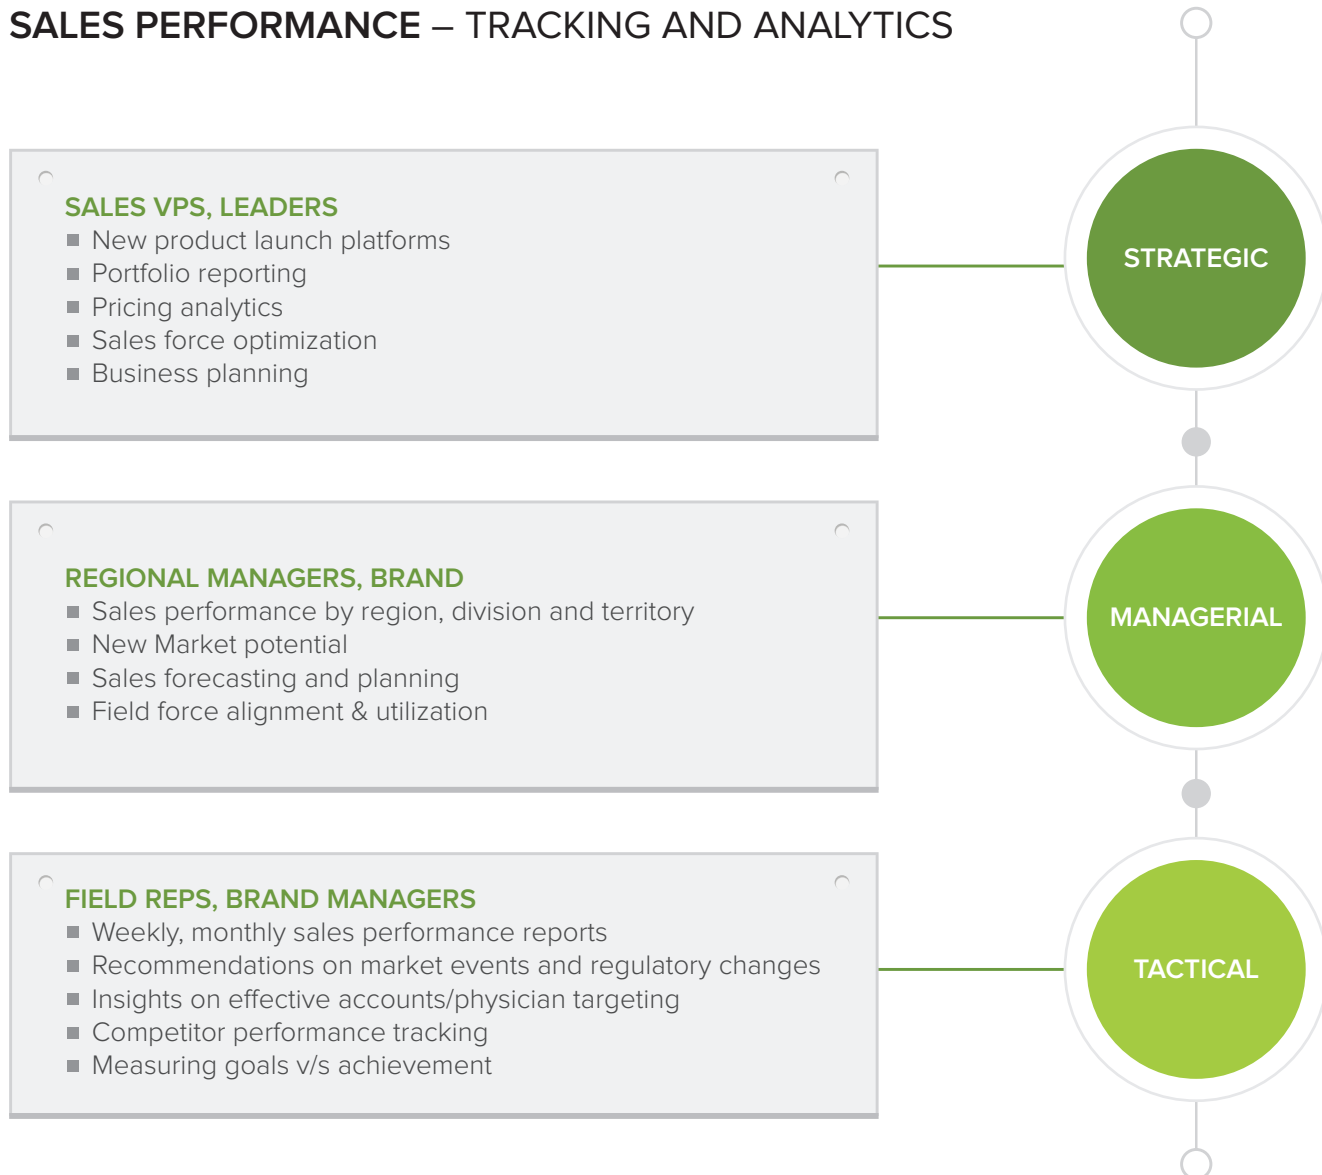 SALES PERFORMANCE – TRACKING AND ANALYTICS
SALES VPS, LEADERS
New product launch platforms
Portfolio reporting
Pricing analytics
Sales force optimization
Business planning
STRATEGIC
REGIONAL MANAGERS, BRAND
Sales performance by region, division and territory
New Market potential
Sales forecasting and planning
Field force alignment & utilization
MANAGERIAL
FIELD REPS, BRAND MANAGERS
Weekly, monthly sales performance reports
Recommendations on market events and regulatory changes
Insights on effective accounts/physician targeting
Competitor performance tracking
Measuring goals v/s achievement
TACTICAL